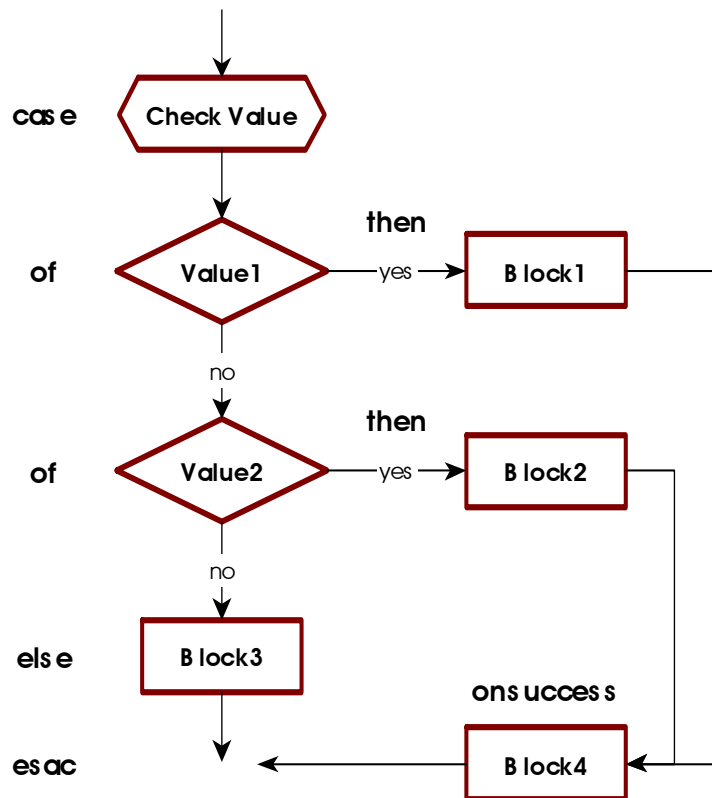 case
Check Value
then
of
Value1
yes
Block1
no
then
of
Value2
yes
Block2
no
else
Block3
onsuccess
esac
Block4